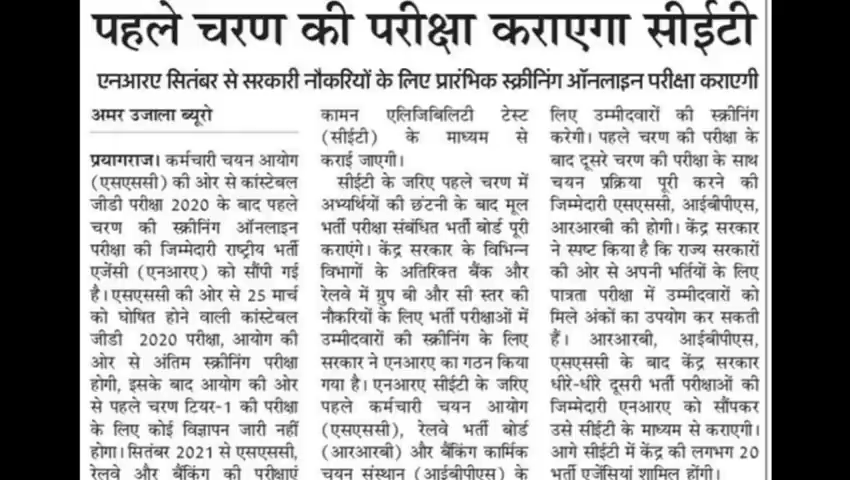 पहले चरण की परीक्षा कराएगा सीईटी
एनआरए सितंबर से सरकारी नौकरियों के लिए प्रारंभिक स्क्रीनिंग ऑनलाइन परीक्षा कराएगी
अमर उजाला ब्यूरो
प्रयागराज। कर्मचारी चयन आयोग
(एसएससी) की ओर से कांस्टेबल
जीडी परीक्षा 2020 के बाद पहले
चरण की स्क्रीनिंग ऑनलाइन
परीक्षा की जिम्मेदारी राष्ट्रीय भर्ती
एजेंसी (एनआरए) को सौंपी गई
है। एसएससी की ओर से 25 मार्च
को घोषित होने वाली कांस्टेबल
जीडी 2020 परीक्षा, आयोग की
ओर से अंतिम स्क्रीनिंग परीक्षा
होगी, इसके बाद आयोग की ओर
से पहले चरण टियर-1 की परीक्षा
के लिए कोई विज्ञापन जारी नहीं
होगा। सितंबर 2021 से एसएससी,
रेलवे और बैंकिंग की परीक्षाएं
कामन एलिजिबिलिटी टेस्ट
(सीईटी) के माध्यम से
कराई जाएगी।
सीईटी के जरिए पहले चरण में
अभ्यर्थियों की छंटनी के बाद मूल
भर्ती परीक्षा संबंधित भर्ती बोर्ड पूरी
कराएंगे। केंद्र सरकार के विभिन्न
विभागों के अतिरिक्त बैंक और
रेलवे में ग्रुप बी और सी स्तर की
नौकरियों के लिए भर्ती परीक्षाओं में
उम्मीदवारों की स्क्रीनिंग के लिए
सरकार ने एनआरए का गठन किया
गया है। एनआरए सीईटी के जरिए
पहले कर्मचारी चयन आयोग
(एसएससी), रेलवे भर्ती बोर्ड
(आरआरबी) और बैंकिंग कार्मिक
चयन संस्थान (आईबीपीएस) के
लिए उम्मीदवारों की स्क्रीनिंग
करेगी। पहले चरण की परीक्षा के
बाद दूसरे चरण की परीक्षा के साथ
चयन प्रक्रिया पूरी करने की
जिम्मेदारी एसएससी, आईबीपीएस,
आरआरबी की होगी। केंद्र सरकार
ने स्पष्ट किया है कि राज्य सरकारों
की ओर से अपनी भर्तियों के लिए
पात्रता परीक्षा में उम्मीदवारों को
मिले अंकों का उपयोग कर सकती
हैं। आरआरबी, आईबीपीएस,
एसएससी के बाद केंद्र सरकार
धीरे-धीरे दूसरी भर्ती परीक्षाओं की
जिम्मेदारी एनआरए को सौंपकर
उसे सीईटी के माध्यम से कराएगी।
आगे सीईटी में केंद्र की लगभग 20
भर्ती एजेंसियां शामिल होंगी।